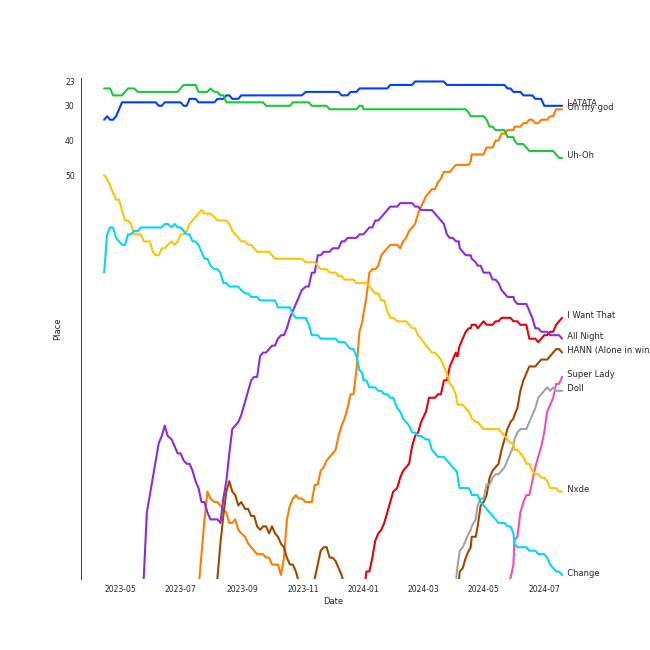 23
30
40
50
Place
LATATA
Oh my god
Uh-Oh
I Want That
All Night
HANN (Alone in win
Super Lady
Doll
Nxde
Change
2023-05
2023-07
2023-09
2023-11
2024-01
2024-03
2024-05
2024-07
Date